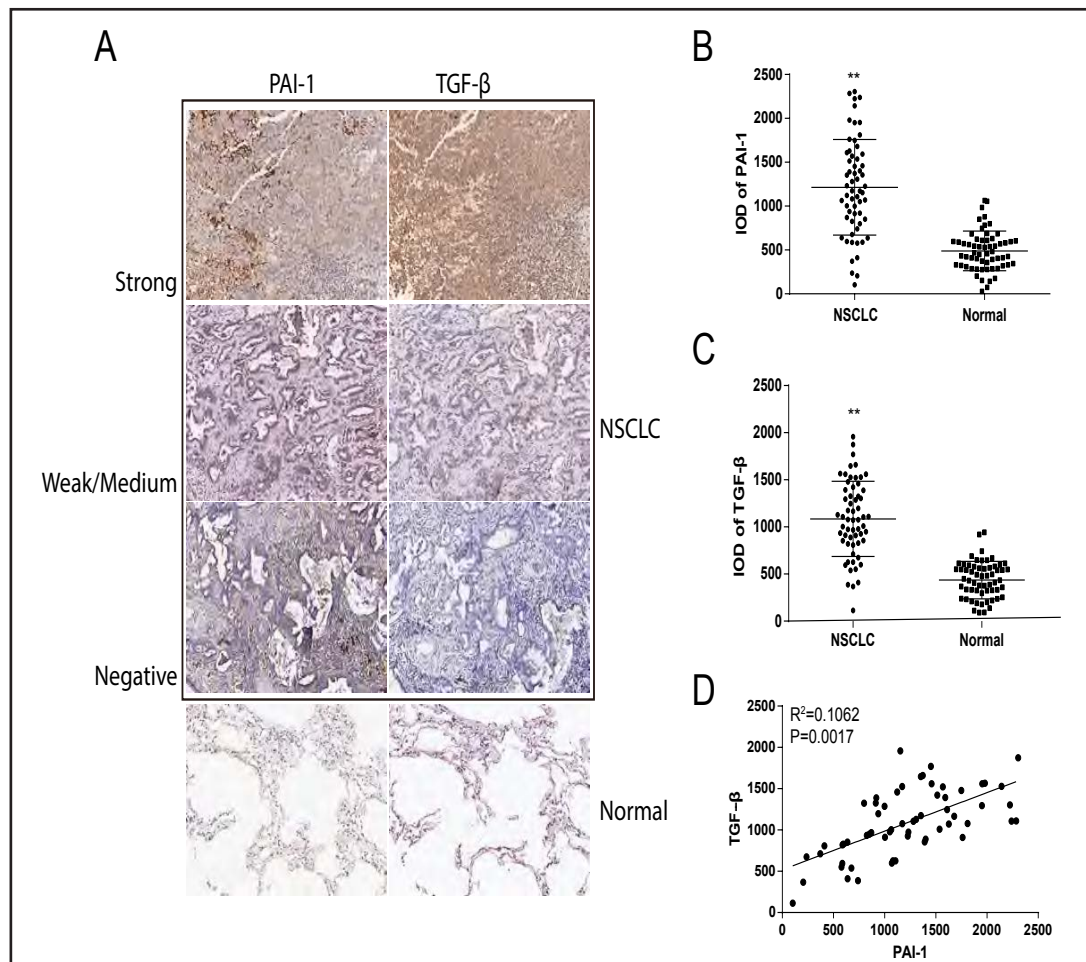 A
PAI-1 TGF-β
Strong
Weak/Medium
Negative
NSCLC
Normal
B
IOD of PAI-1
2500
2000
1500
1000
500
0
**
NSCLC Normal
C
IOD of TGF-β
2500
2000
1500
1000
500
0
**
NSCLC Normal
D
R²=0.1062
P=0.0017
TGF-β
2500
2000
1500
1000
500
0
0 500 1000 1500 2000 2500
PAI-1